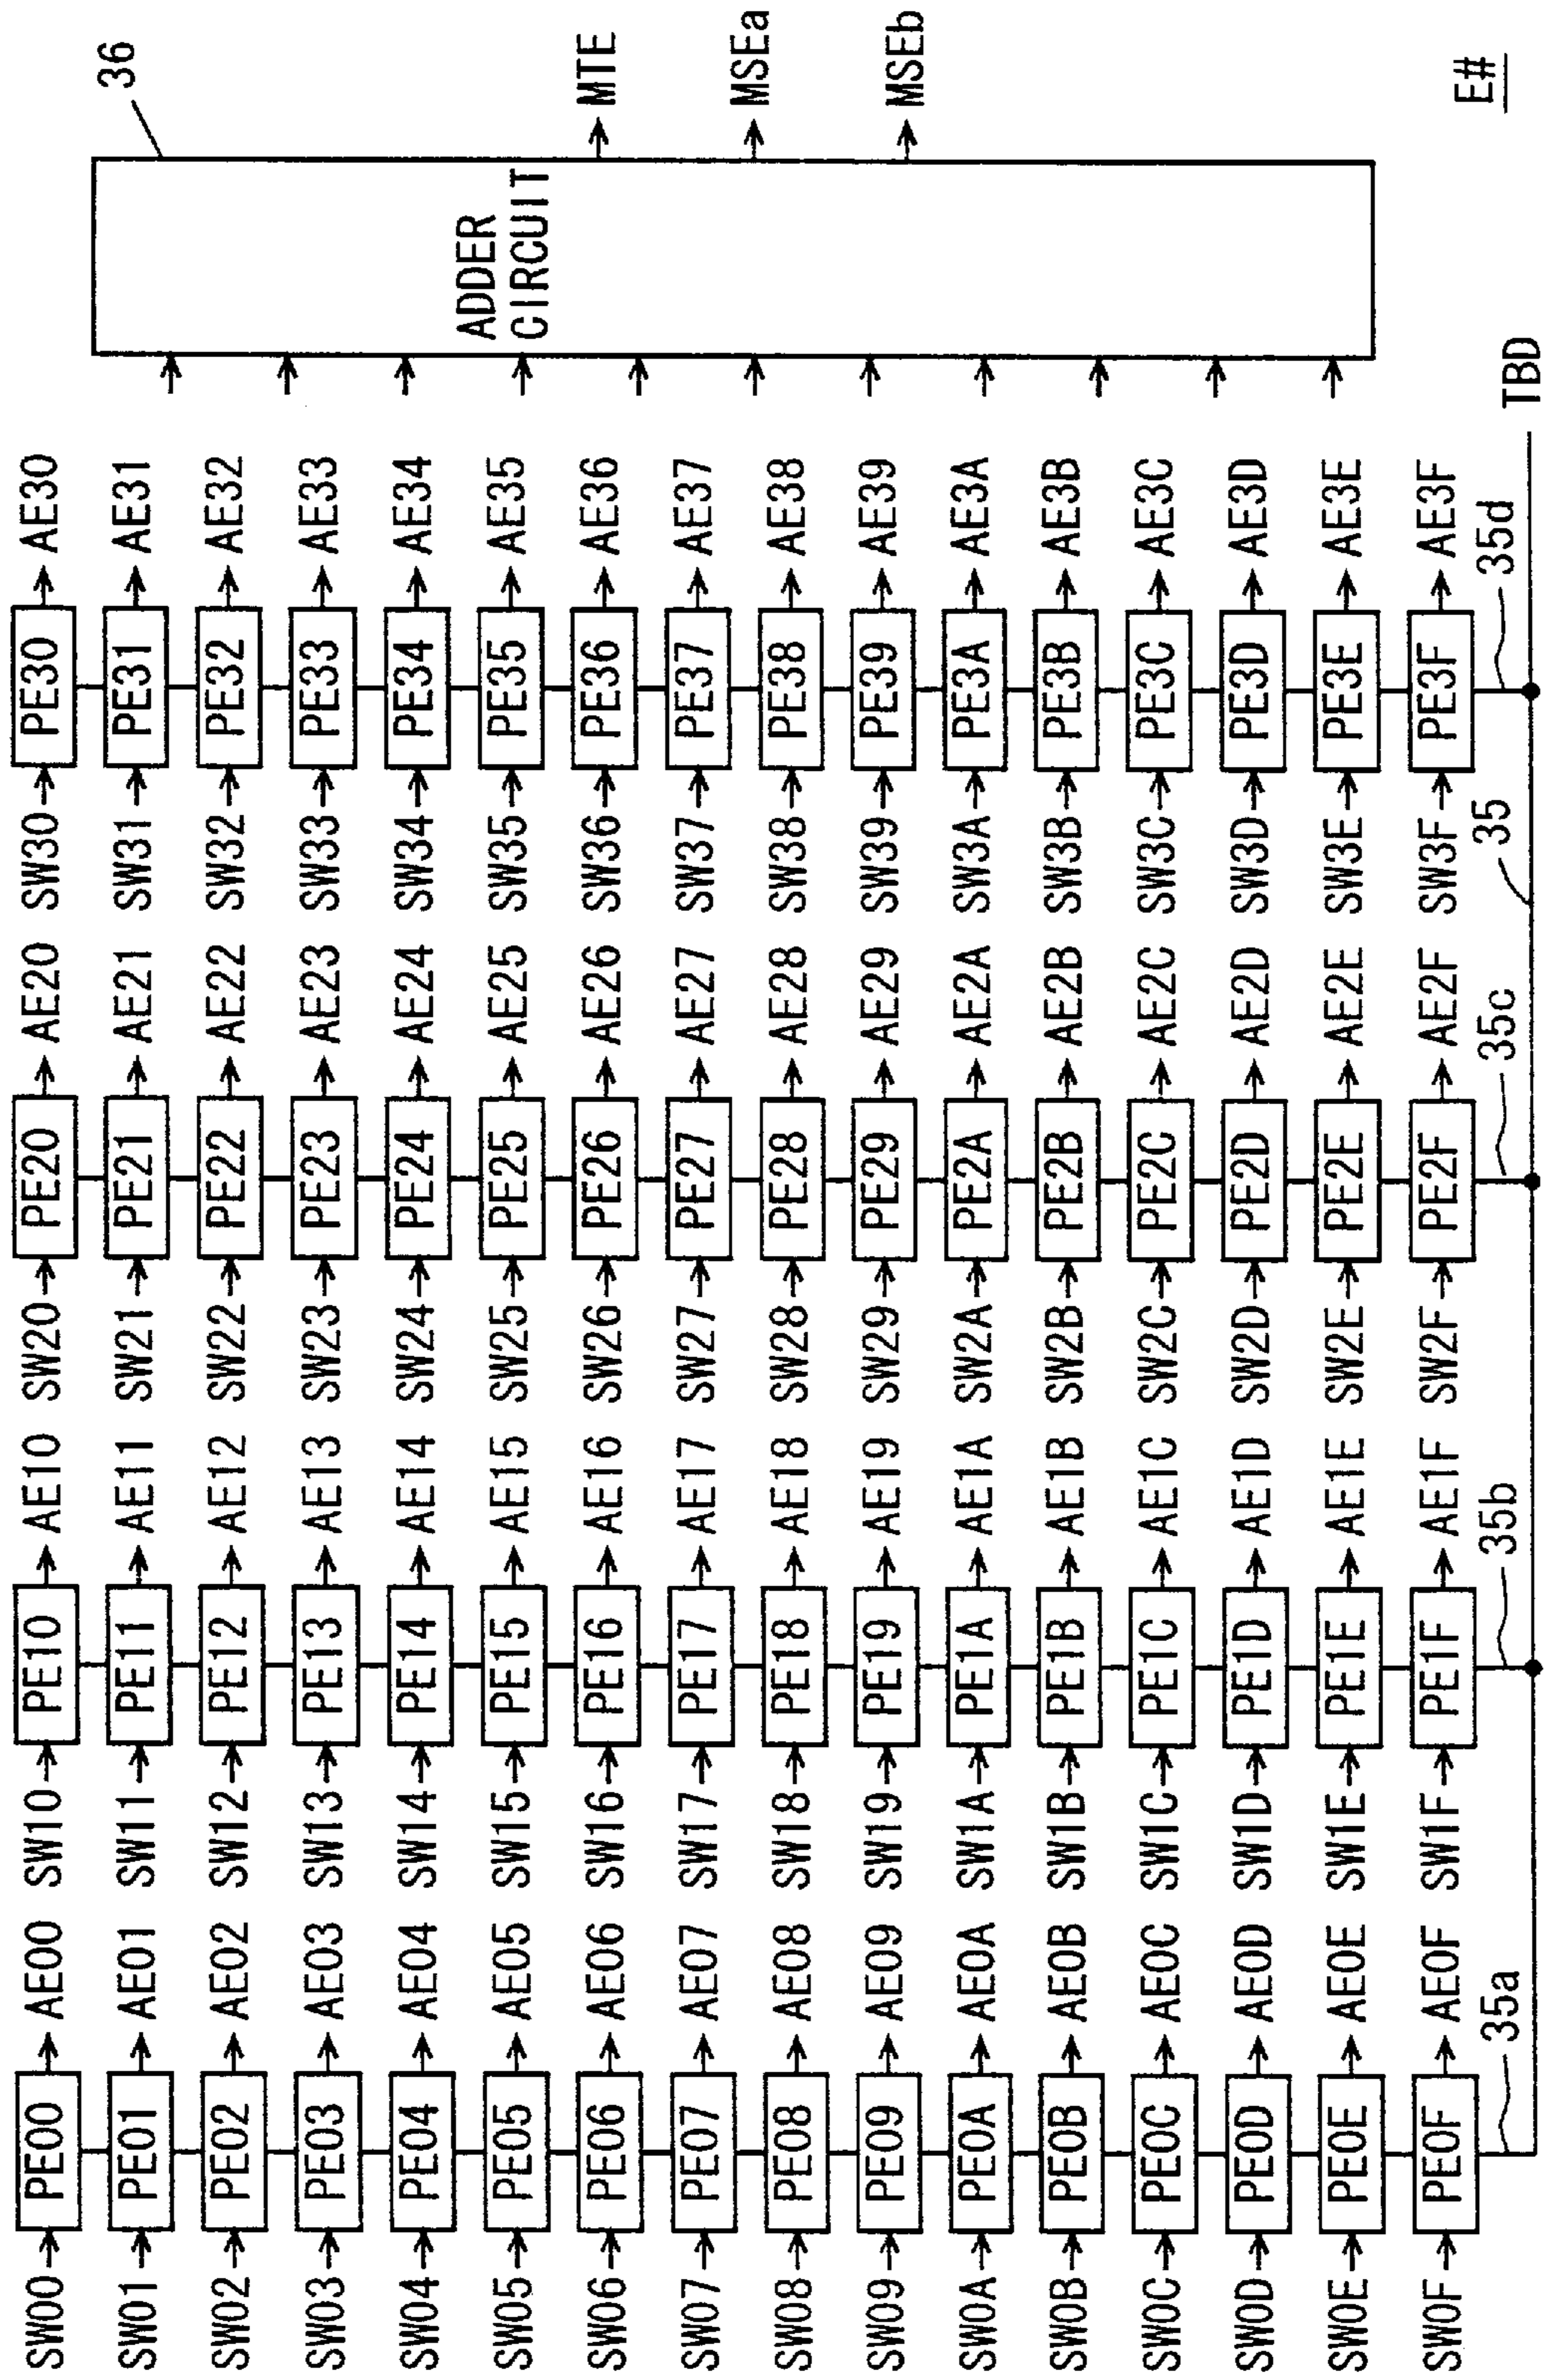 SW00 PE00 AE00 SW10 PE10 AE10 SW20 PE20 AE20 SW30 PE30 AE30
SW01 PE01 AE01 SW11 PE11 AE11 SW21 PE21 AE21 SW31 PE31 AE31
SW02 PE02 AE02 SW12 PE12 AE12 SW22 PE22 AE22 SW32 PE32 AE32
SW03 PE03 AE03 SW13 PE13 AE13 SW23 PE23 AE23 SW33 PE33 AE33
SW04 PE04 AE04 SW14 PE14 AE14 SW24 PE24 AE24 SW34 PE34 AE34
SW05 PE05 AE05 SW15 PE15 AE15 SW25 PE25 AE25 SW35 PE35 AE35
SW06 PE06 AE06 SW16 PE16 AE16 SW26 PE26 AE26 SW36 PE36 AE36
SW07 PE07 AE07 SW17 PE17 AE17 SW27 PE27 AE27 SW37 PE37 AE37
SW08 PE08 AE08 SW18 PE18 AE18 SW28 PE28 AE28 SW38 PE38 AE38
SW09 PE09 AE09 SW19 PE19 AE19 SW29 PE29 AE29 SW39 PE39 AE39
SW0A PE0A AE0A SW1A PE1A AE1A SW2A PE2A AE2A SW3A PE3A AE3A
SW0B PE0B AE0B SW1B PE1B AE1B SW2B PE2B AE2B SW3B PE3B AE3B
SW0C PE0C AE0C SW1C PE1C AE1C SW2C PE2C AE2C SW3C PE3C AE3C
SW0D PE0D AE0D SW1D PE1D AE1D SW2D PE2D AE2D SW3D PE3D AE3D
SW0E PE0E AE0E SW1E PE1E AE1E SW2E PE2E AE2E SW3E PE3E AE3E
SW0F PE0F AE0F SW1F PE1F AE1F SW2F PE2F AE2F SW3F PE3F AE3F
35a 35b 35c 35 35d
TBD
36
ADDER
CIRCUIT
MTE
MSEa
MSEb
E#